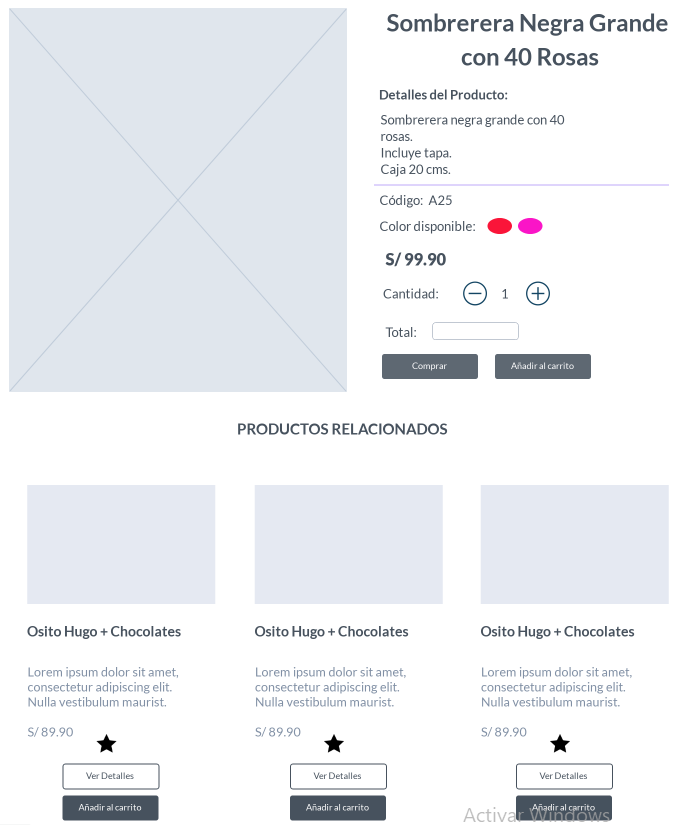 Sombrerera Negra Grande
con 40 Rosas
Detalles del Producto:
Sombrerera negra grande con 40
rosas.
Incluye tapa.
Caja 20 cms.
Código: A25
Color disponible:
S/ 99.90
Cantidad: 1
Total:
Comprar
Añadir al carrito
PRODUCTOS RELACIONADOS
Osito Hugo + Chocolates
Lorem ipsum dolor sit amet,
consectetur adipiscing elit.
Nulla vestibulum maurist.
S/ 89.90
Ver Detalles
Añadir al carrito
Osito Hugo + Chocolates
Lorem ipsum dolor sit amet,
consectetur adipiscing elit.
Nulla vestibulum maurist.
S/ 89.90
Ver Detalles
Añadir al carrito
Osito Hugo + Chocolates
Lorem ipsum dolor sit amet,
consectetur adipiscing elit.
Nulla vestibulum maurist.
S/ 89.90
Ver Detalles
Añadir al carrito
Activar Windows